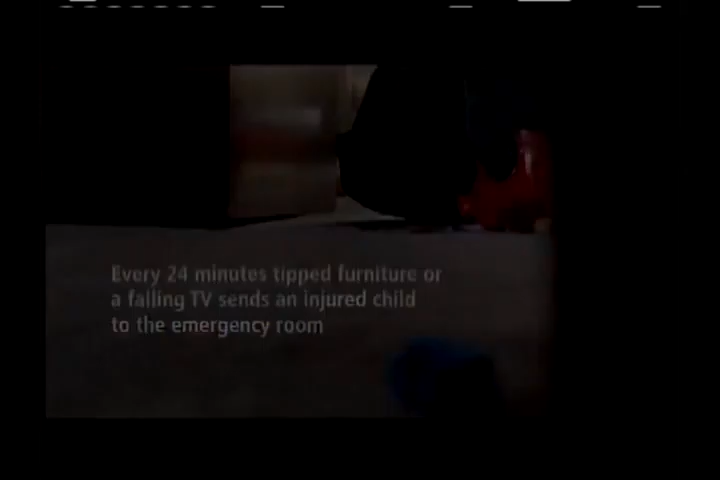 Every 24 minutes tipped furniture or
a falling TV sends an injured child
to the emergency room